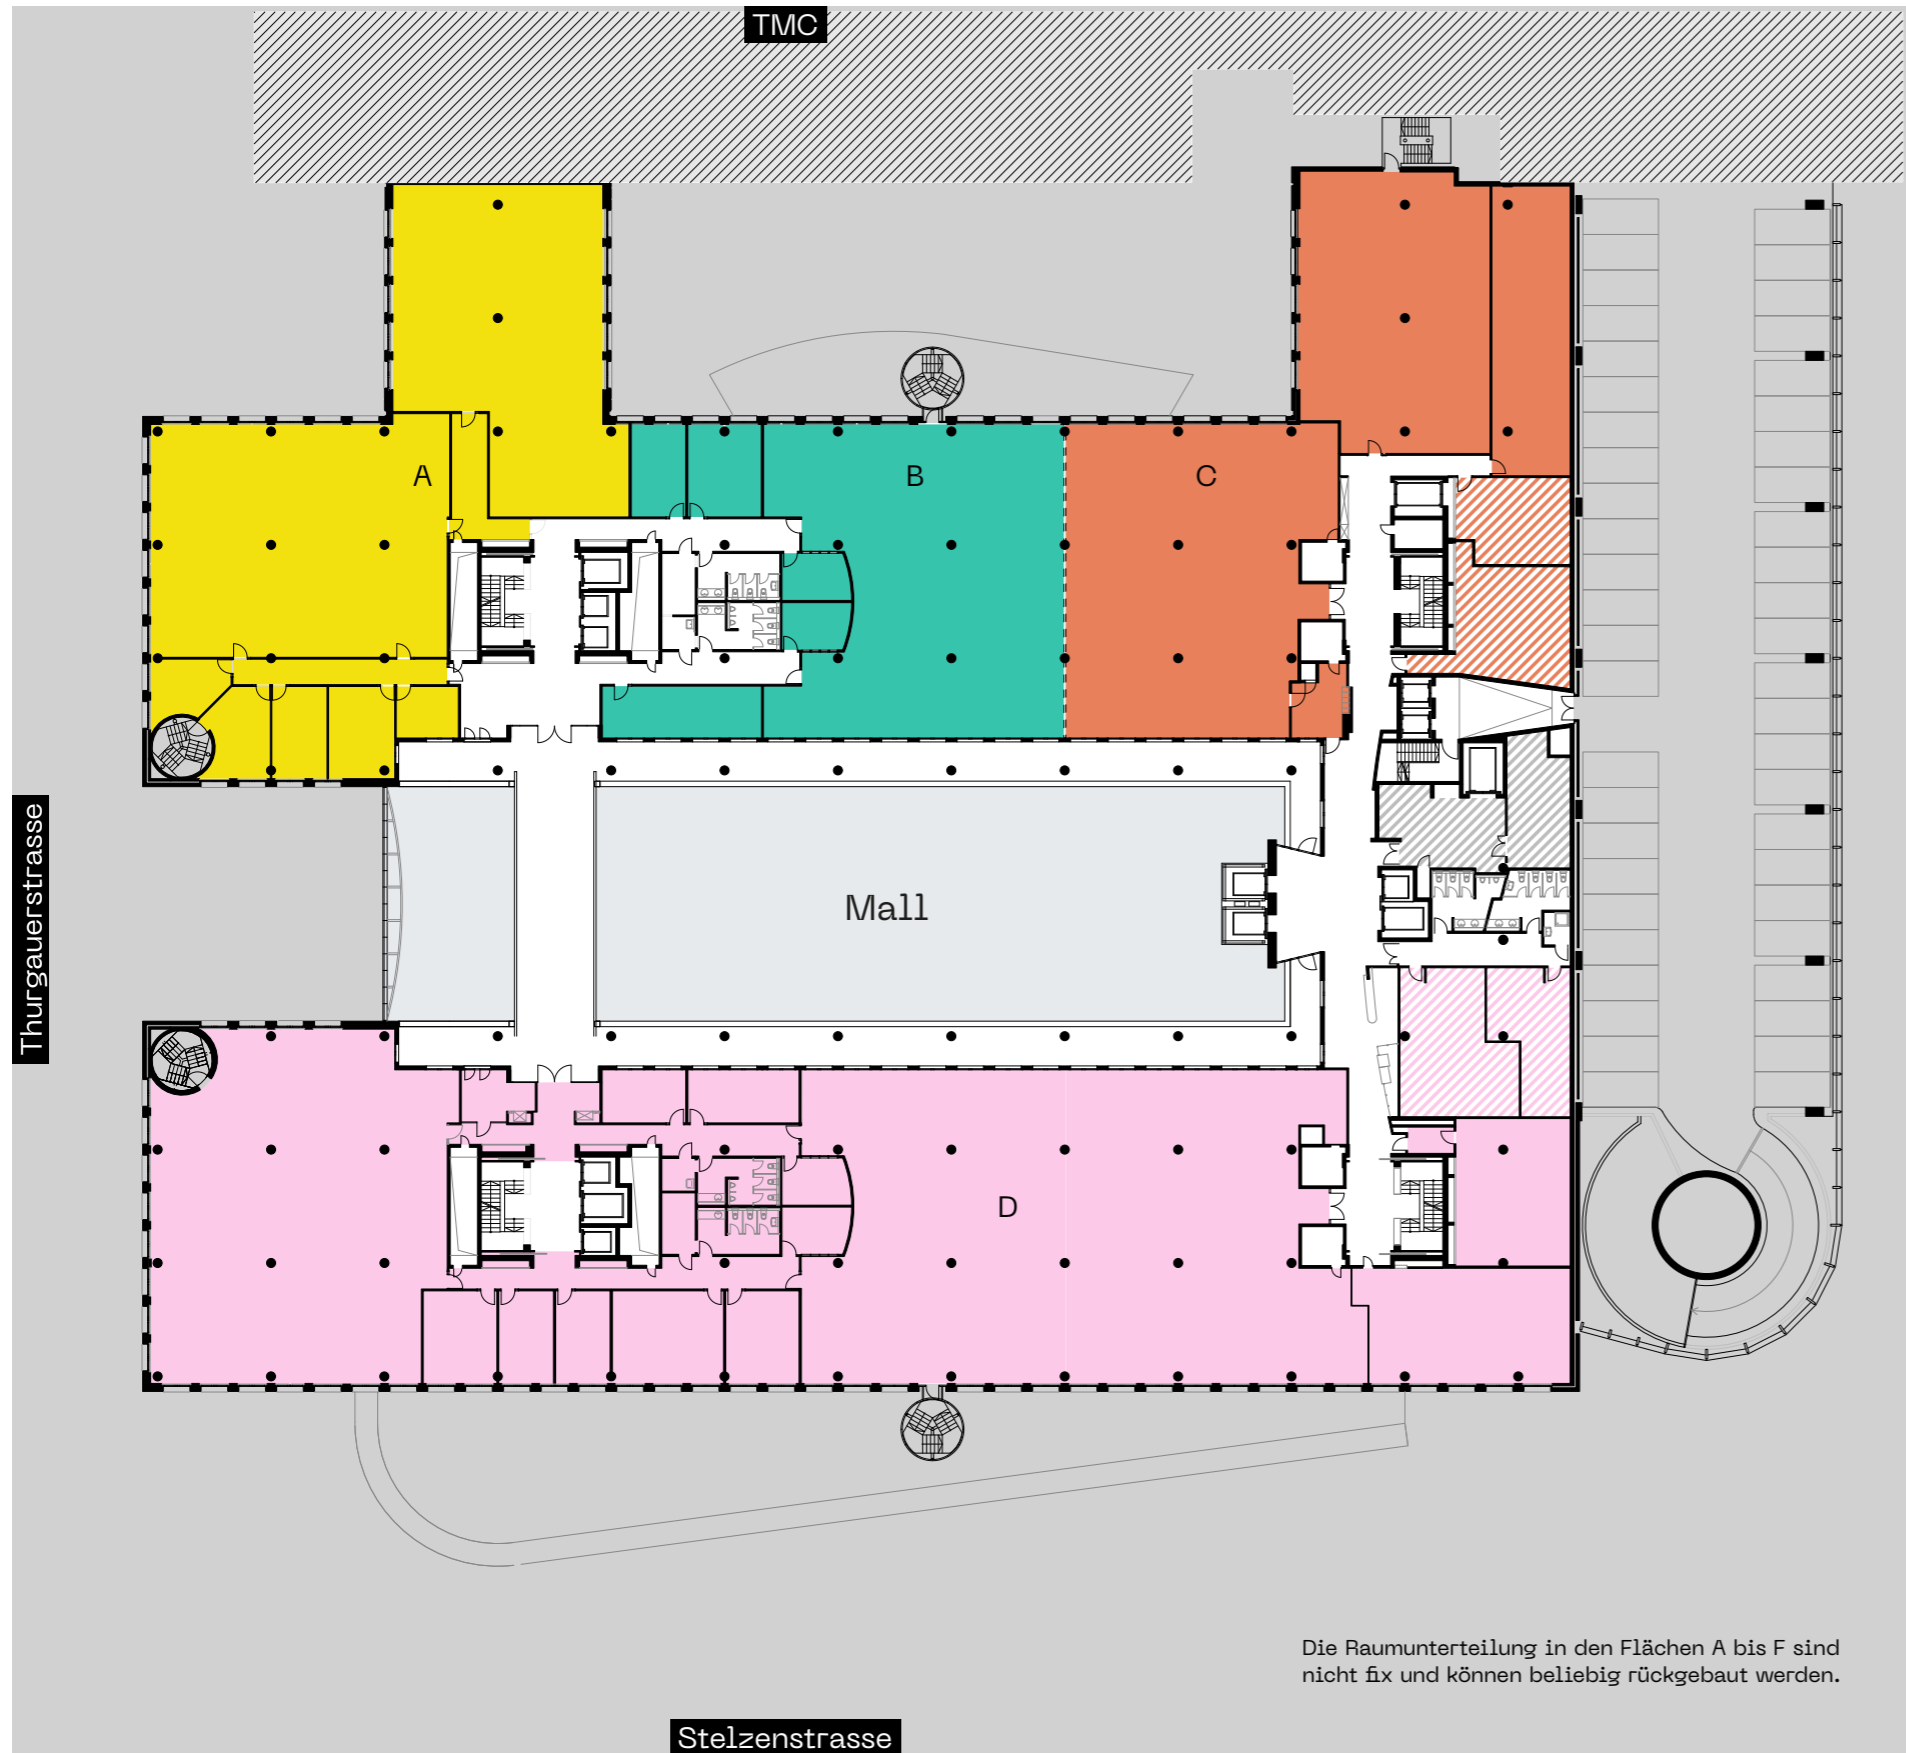 TMC
A
B
C
Thurgauerstrasse
Mall
D
Die Raumunterteilung in den Flächen A bis F sind
nicht fix und können beliebig rückgebaut werden.
Stelzenstrasse